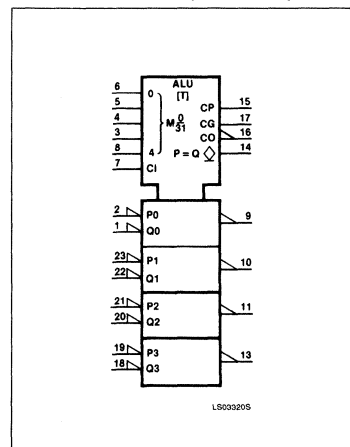 ALU
[T]
6 0
5
4 M 0/31
3
8 4
7 CI
CP 15
CG 17
CO 16
P = Q 14
2 P0 9
1 Q0
23 P1 10
22 Q1
21 P2 11
20 Q2
19 P3 13
18 Q3
LS03320S